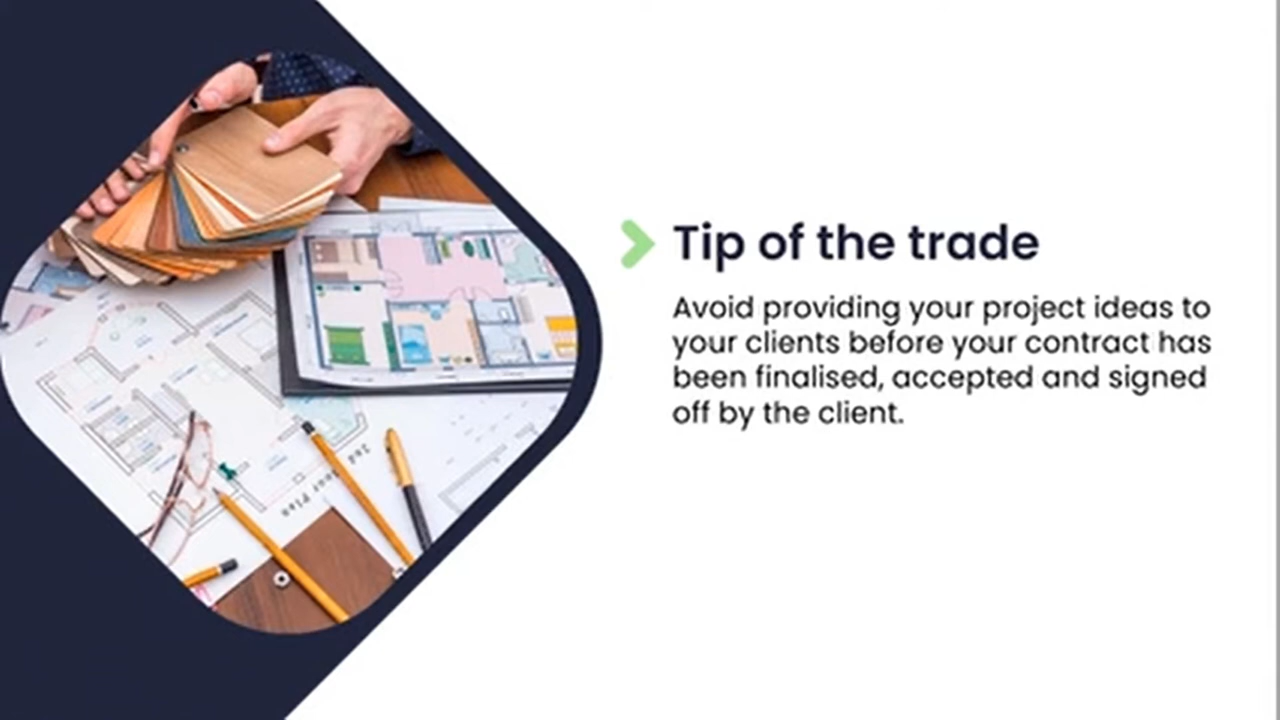 Tip of the trade
Avoid providing your project ideas to
your clients before your contract has
been finalised, accepted and signed
off by the client.